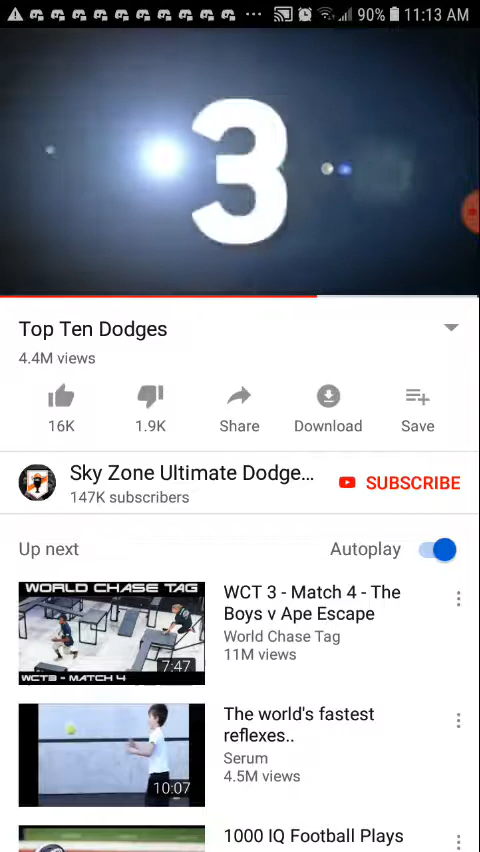 90% 11:13 AM
3
Top Ten Dodges
4.4M views
16K
1.9K
Share
Download
Save
Sky Zone Ultimate Dodge...
147K subscribers
SUBSCRIBE
Up next
Autoplay
WORLD CHASE TAG
7:47
WCT3 - MATCH 4
WCT 3 - Match 4 - The
Boys v Ape Escape
World Chase Tag
11M views
10:07
The world's fastest
reflexes..
Serum
4.5M views
1000 IQ Football Plays